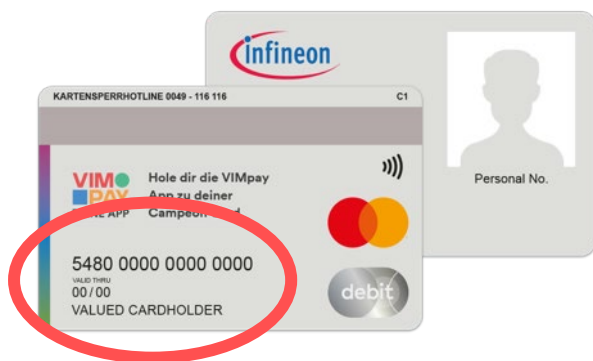 infineon
Personal No.
KARTENSPERRHOTLINE 0049 - 116 116 C1
VIM
PAY
APP
Hole dir die VIMpay
App zu deiner
Campeon
5480 0000 0000 0000
VALID THRU
00 / 00
VALUED CARDHOLDER
debit